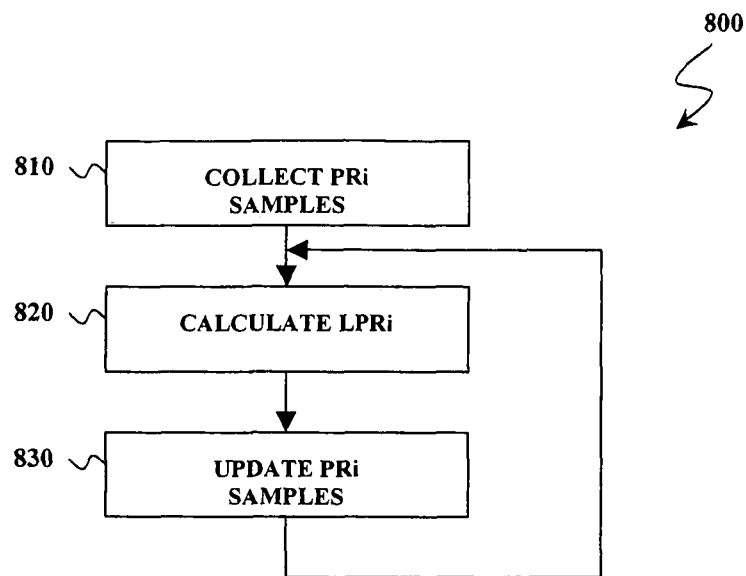 800
810
COLLECT PRi
SAMPLES
820
CALCULATE LPRi
830
UPDATE PRi
SAMPLES